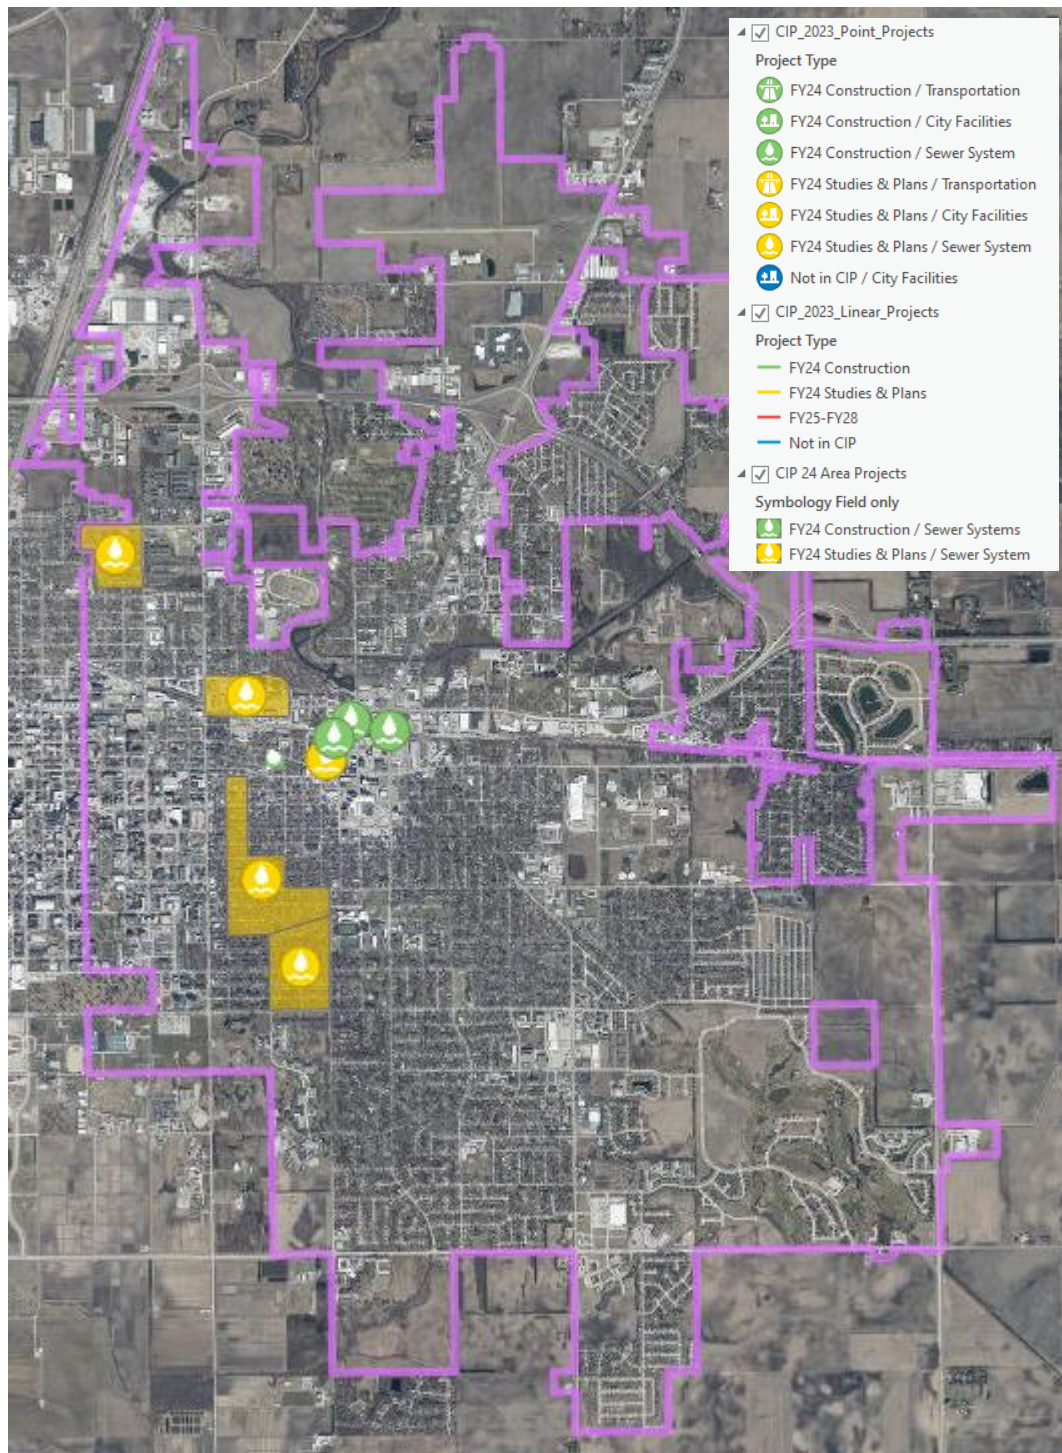 CIP_2023_Point_Projects
Project Type
FY24 Construction / Transportation
FY24 Construction / City Facilities
FY24 Construction / Sewer System
FY24 Studies & Plans / Transportation
FY24 Studies & Plans / City Facilities
FY24 Studies & Plans / Sewer System
Not in CIP / City Facilities
CIP_2023_Linear_Projects
Project Type
FY24 Construction
FY24 Studies & Plans
FY25-FY28
Not in CIP
CIP 24 Area Projects
Symbology Field only
FY24 Construction / Sewer Systems
FY24 Studies & Plans / Sewer System